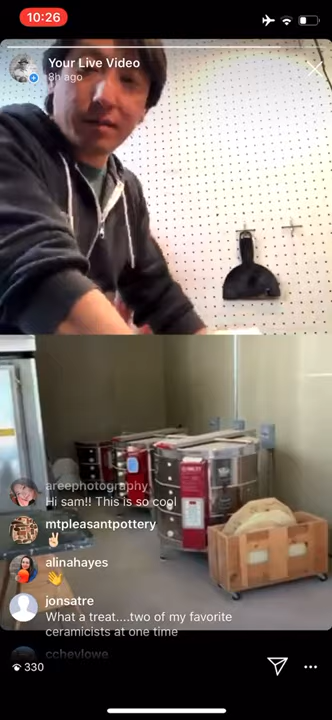 10:26
Your Live Video
8h ago
areephotography
Hi sam!! This is so cool
mtpleasantpottery
✌🏻
alinahayes
👋
jonsatre
What a treat....two of my favorite
ceramicists at one time
cchevlowe
330